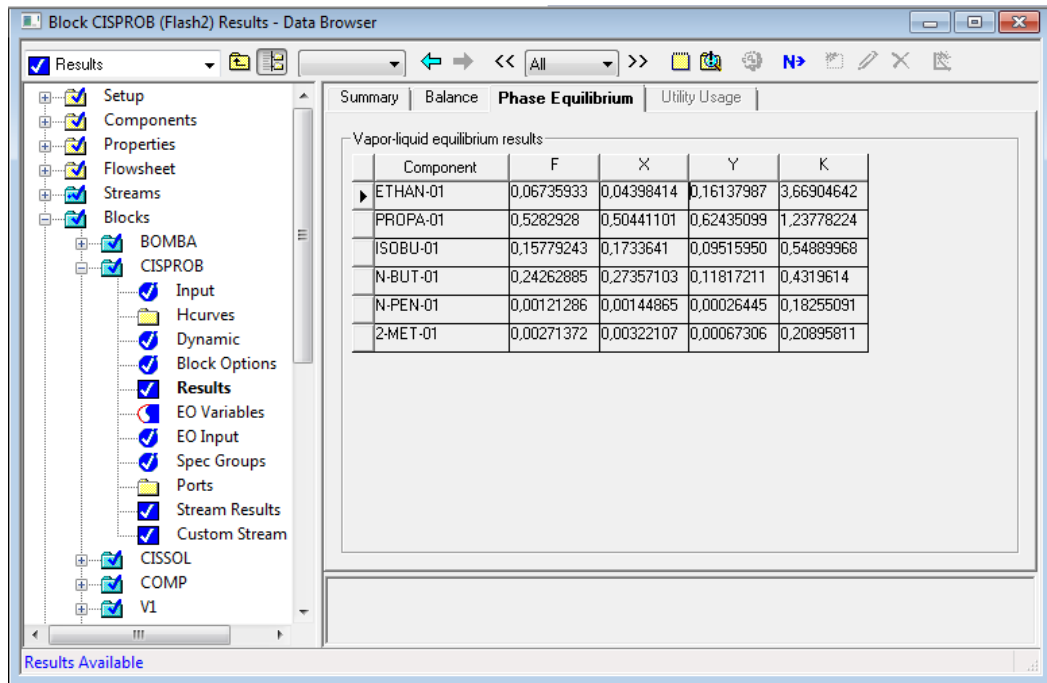 Block CISPROB (Flash2) Results - Data Browser
Results
<< All >>
N>
Setup
Components
Properties
Flowsheet
Streams
Blocks
BOMBA
CISPROB
Input
Hcurves
Dynamic
Block Options
Results
EO Variables
EO Input
Spec Groups
Ports
Stream Results
Custom Stream
CISSOL
COMP
V1
Summary Balance Phase Equilibrium Utility Usage
Vapor-liquid equilibrium results
Component F X Y K
ETHAN-01 0,06735933 0,04398414 0,16137987 3,66904642
PROPA-01 0,5282928 0,50441101 0,62435099 1,23778224
ISOBU-01 0,15779243 0,1733641 0,09515950 0,54889968
N-BUT-01 0,24262885 0,27357103 0,11817211 0,4319614
N-PEN-01 0,00121286 0,00144865 0,00026445 0,18255091
2-MET-01 0,00271372 0,00322107 0,00067306 0,20895811
Results Available